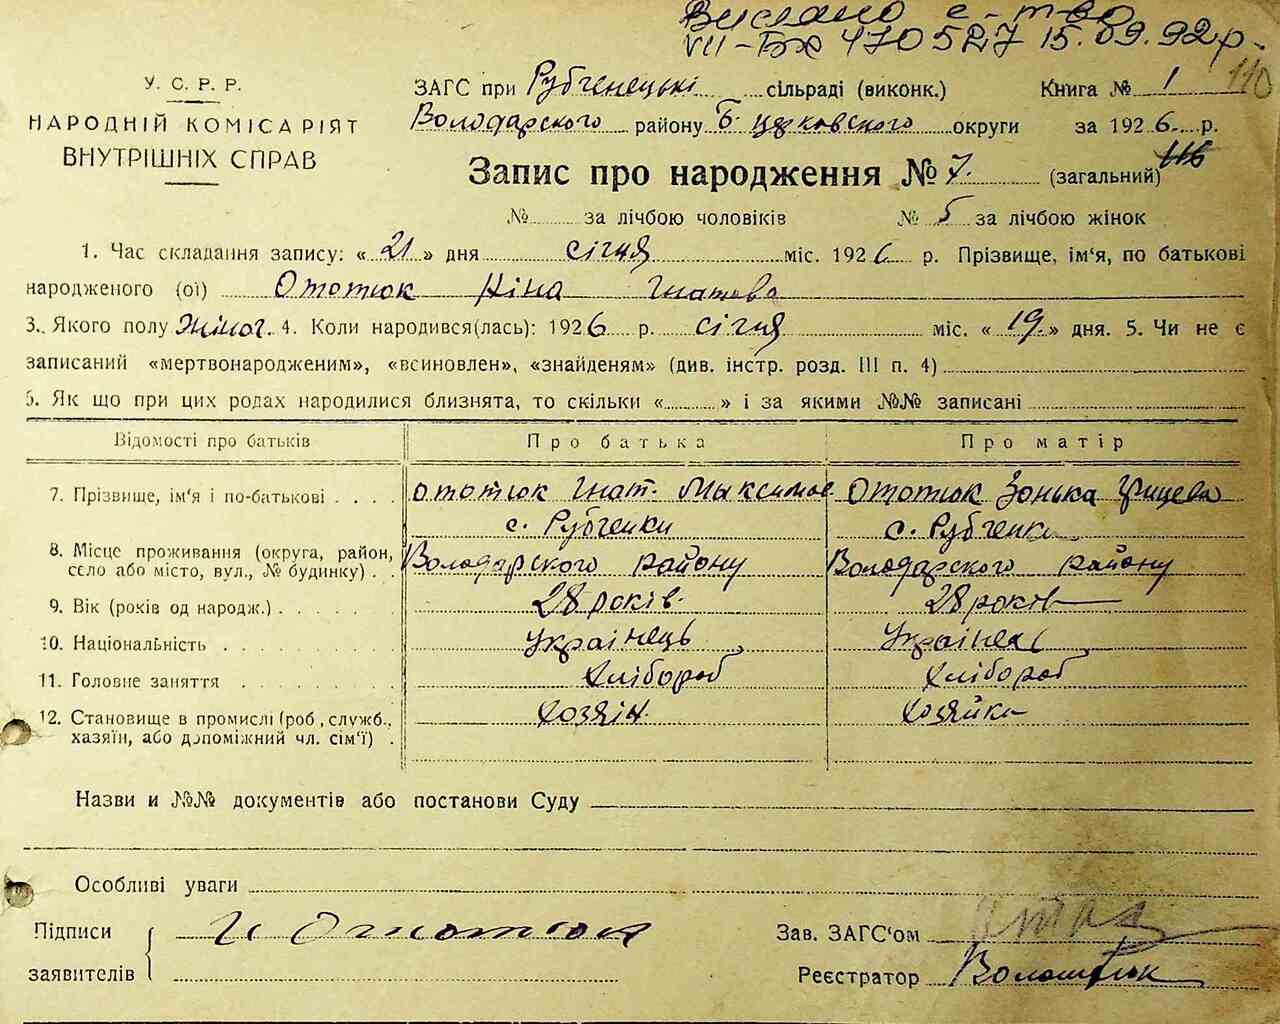 Вислано с-тво
VII-БХ 470527 15.09.92 р.
110
У. С. Р. Р.
НАРОДНІЙ КОМІСАРІЯТ
ВНУТРІШНІХ СПРАВ
ЗАГС при Рубченецькі сільраді (виконк.) Книга № 1
Володарского району Б. церковского округи за 1926 р.
Запис про народження № 7. (загальний) 116
№ за лічбою чоловіків № 5 за лічбою жінок
1. Час складання запису: « 21 » дня січня міс. 1926 р. Прізвище, ім‘я, по батькові
народженого (ої) Ототюк Ніна Гнатова
3. Якого полу жіноч. 4. Коли народився(лась): 1926 р. січня міс. « 19. » дня. 5. Чи не є
записаний «мертвонародженим», «всиновлен», «знайденям» (див. інстр. розд. III п. 4)
6. Як що при цих родах народилися близнята, то скільки « » і за якими №№ записані
Відомості про батьків Про батька Про матір
7. Прізвище, ім‘я і по-батькові Ототюк Гнат. Максимов. Ототюк Зонька Грицева
с. Рубченки с. Рубченки
8. Місце проживання (округа, район, село або місто, вул., № будинку) Володарского району Володарского району
9. Вік (років од народж.) 28 років. 28 років
10. Національність Українець Українець
11. Головне заняття Хлібороб Хлібороб
12. Становище в промислі (роб., служб., хазяїн, або допоміжний чл. сім‘ї) Хозяін. Хозяйка
Назви и №№ документів або постанови Суду
Особливі уваги
Підписи заявителів И Ототюк
Зав. ЗАГС‘ом
Реєстратор Волошенюк